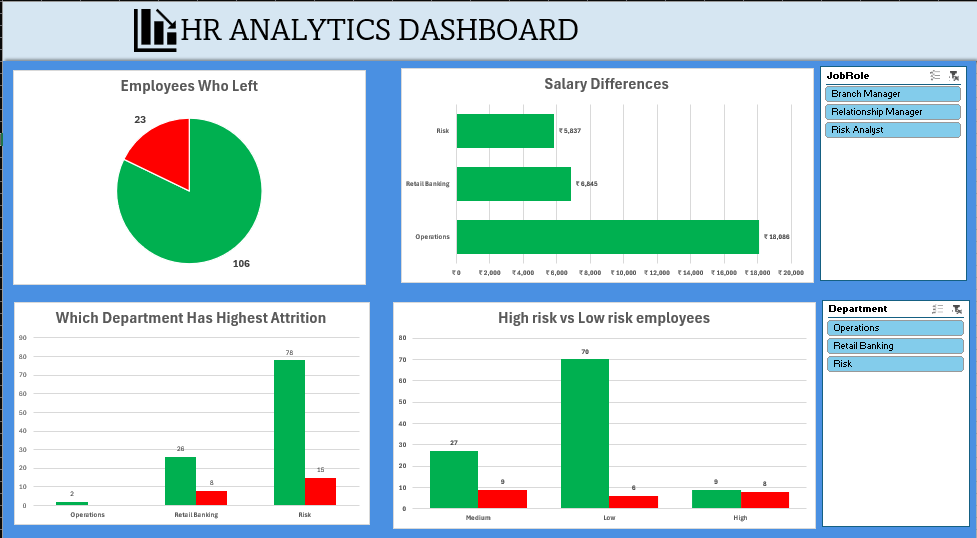 HR ANALYTICS DASHBOARD
Employees Who Left
23
106
Salary Differences
Risk
₹ 5,837
Retail Banking
₹ 6,845
Operations
₹ 18,086
₹ 0 ₹ 2,000 ₹ 4,000 ₹ 6,000 ₹ 8,000 ₹ 10,000 ₹ 12,000 ₹ 14,000 ₹ 16,000 ₹ 18,000 ₹ 20,000
JobRole
Branch Manager
Relationship Manager
Risk Analyst
Which Department Has Highest Attrition
90
80
70
60
50
40
30
20
10
0
2
26
8
78
15
Operations Retail Banking Risk
High risk vs Low risk employees
80
70
60
50
40
30
20
10
0
27
9
70
6
9
8
Medium Low High
Department
Operations
Retail Banking
Risk